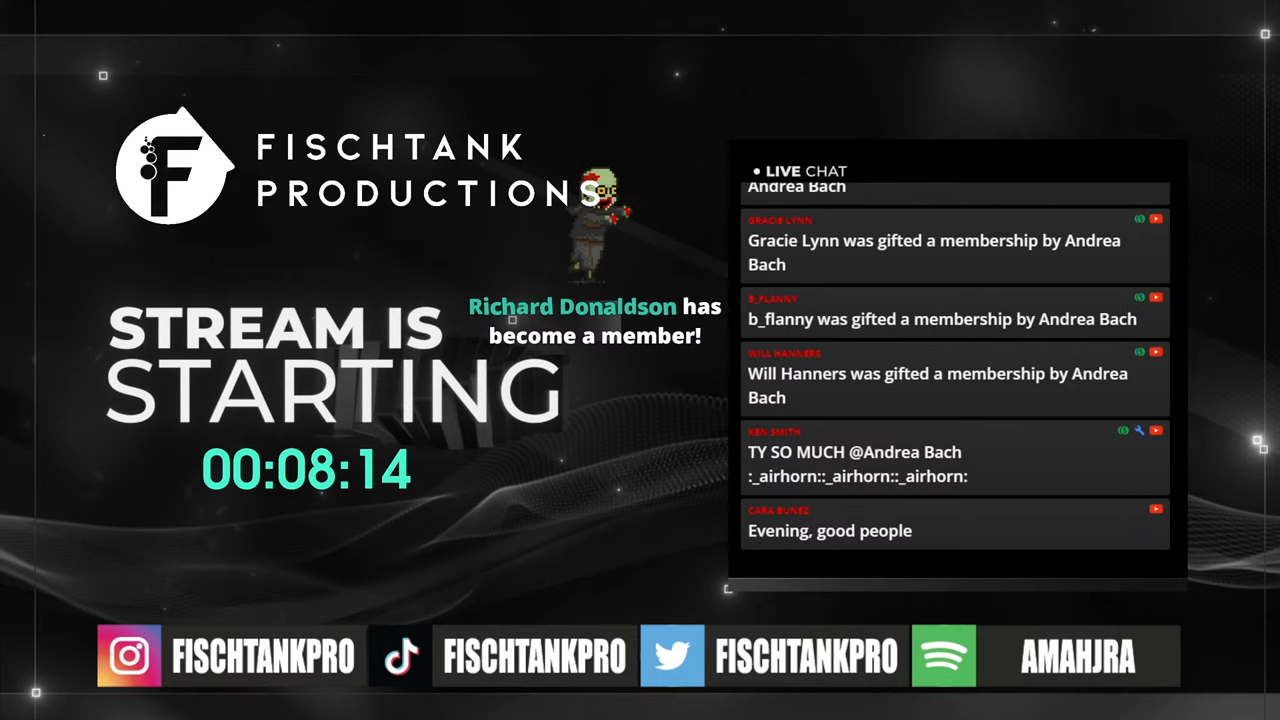 FISCHTANK
PRODUCTIONS
STREAM IS
STARTING
00:08:14
Richard Donaldson has
become a member!
• LIVE CHAT
Andrea Bach
GRACIE LYNN
Gracie Lynn was gifted a membership by Andrea
Bach
B_FLANNY
b_flanny was gifted a membership by Andrea Bach
WILL HANNERS
Will Hanners was gifted a membership by Andrea
Bach
KEN SMITH
TY SO MUCH @Andrea Bach
:_airhorn::_airhorn::_airhorn:
CARA BUNEZ
Evening, good people
FISCHTANKPRO
FISCHTANKPRO
FISCHTANKPRO
AMAHJRA